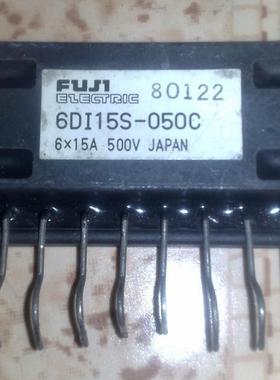 FUJI 80122
ELECTRIC
6DI15S-050C
6×15A 500V JAPAN